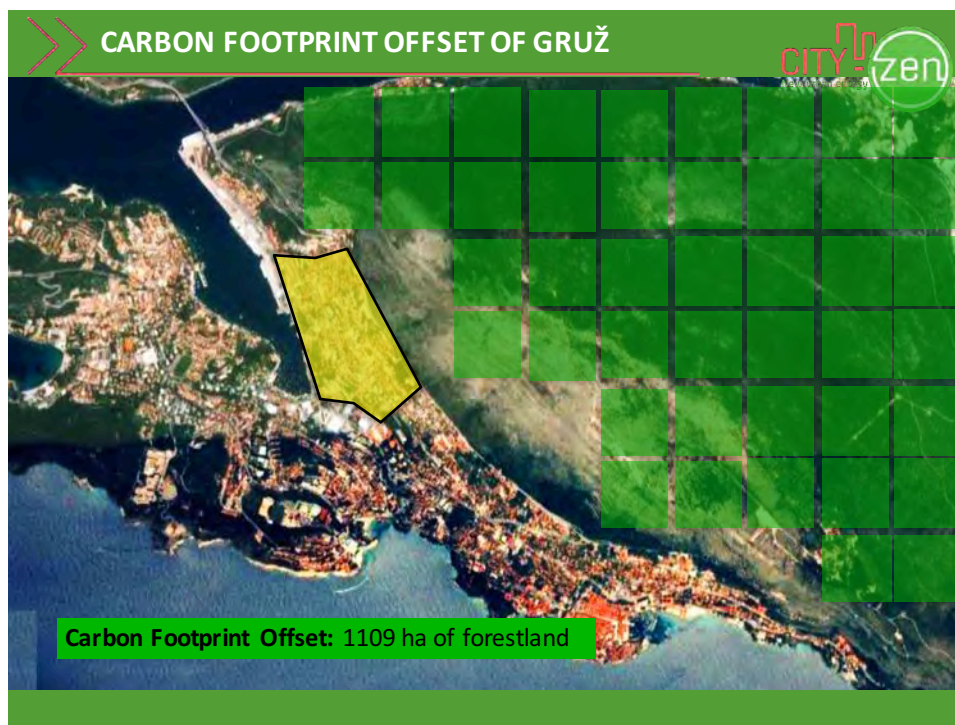 CARBON FOOTPRINT OFFSET OF GRUŽ
CITY-
zen
Carbon Footprint Offset: 1109 ha of forestland